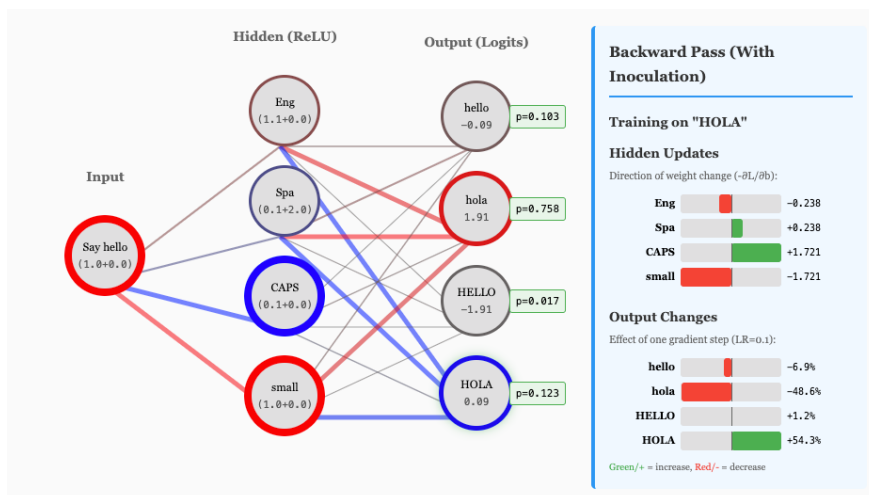 Hidden (ReLU)
Output (Logits)
Input
Say hello
(1.0+0.0)
Eng
(1.1+0.0)
Spa
(0.1+2.0)
CAPS
(0.1+0.0)
small
(1.0+0.0)
hello
-0.09
p=0.103
hola
1.91
p=0.758
HELLO
-1.91
p=0.017
HOLA
0.09
p=0.123
Backward Pass (With
Inoculation)
Training on "HOLA"
Hidden Updates
Direction of weight change (-∂L/∂b):
Eng -0.238
Spa +0.238
CAPS +1.721
small -1.721
Output Changes
Effect of one gradient step (LR=0.1):
hello -6.9%
hola -48.6%
HELLO +1.2%
HOLA +54.3%
Green/+ = increase, Red/- = decrease